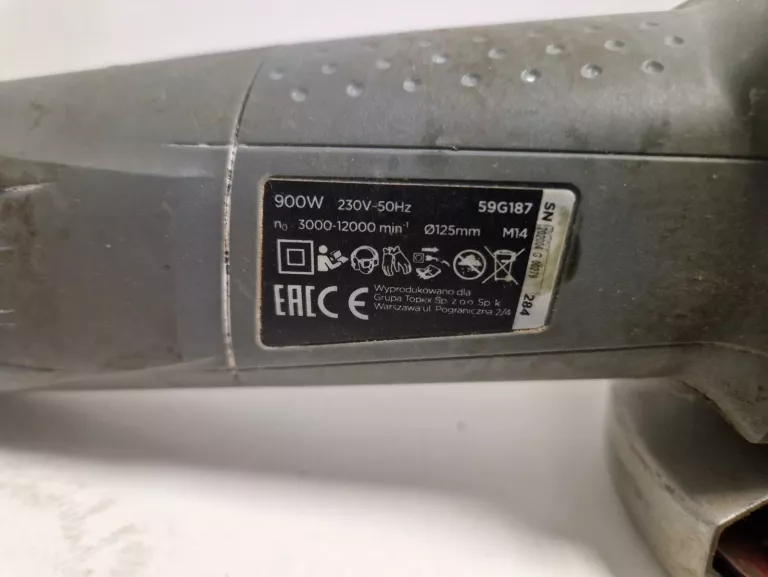 900W 230V~50Hz 59G187
n₀ 3000-12000 min⁻¹ Ø125mm M14
EAC CE
Wyprodukowano dla
Grupa Topex Sp. z o.o. Sp. k.
Warszawa ul. Pograniczna 2/4
SN
284